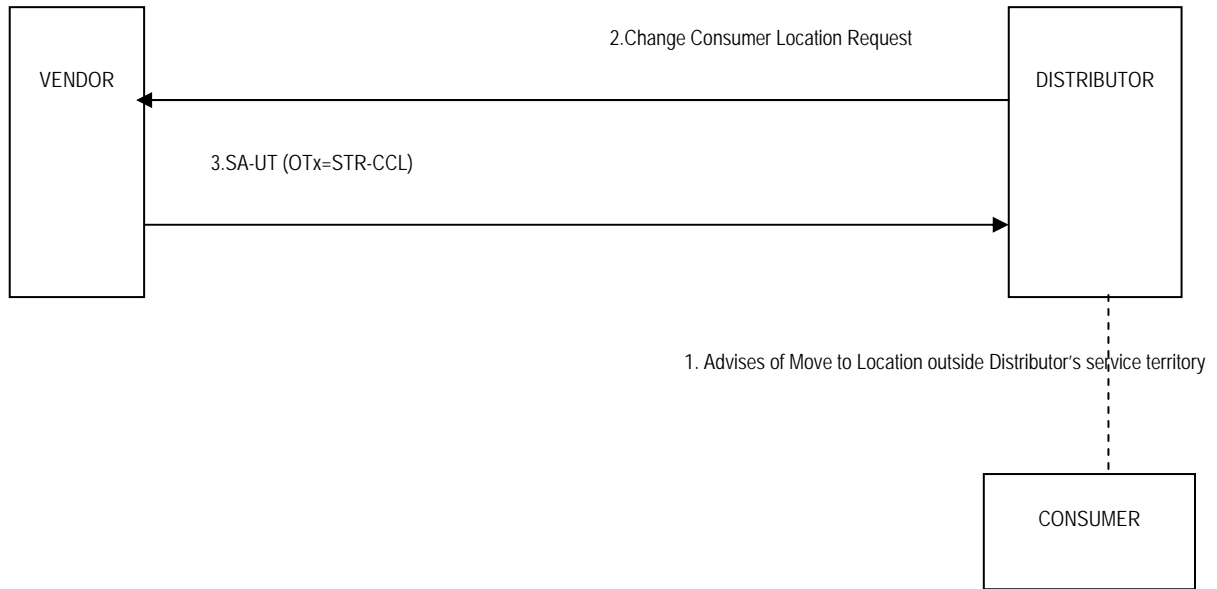 2.Change Consumer Location Request
VENDOR
DISTRIBUTOR
3.SA-UT (OTx=STR-CCL)
1. Advises of Move to Location outside Distributor’s service territory
CONSUMER